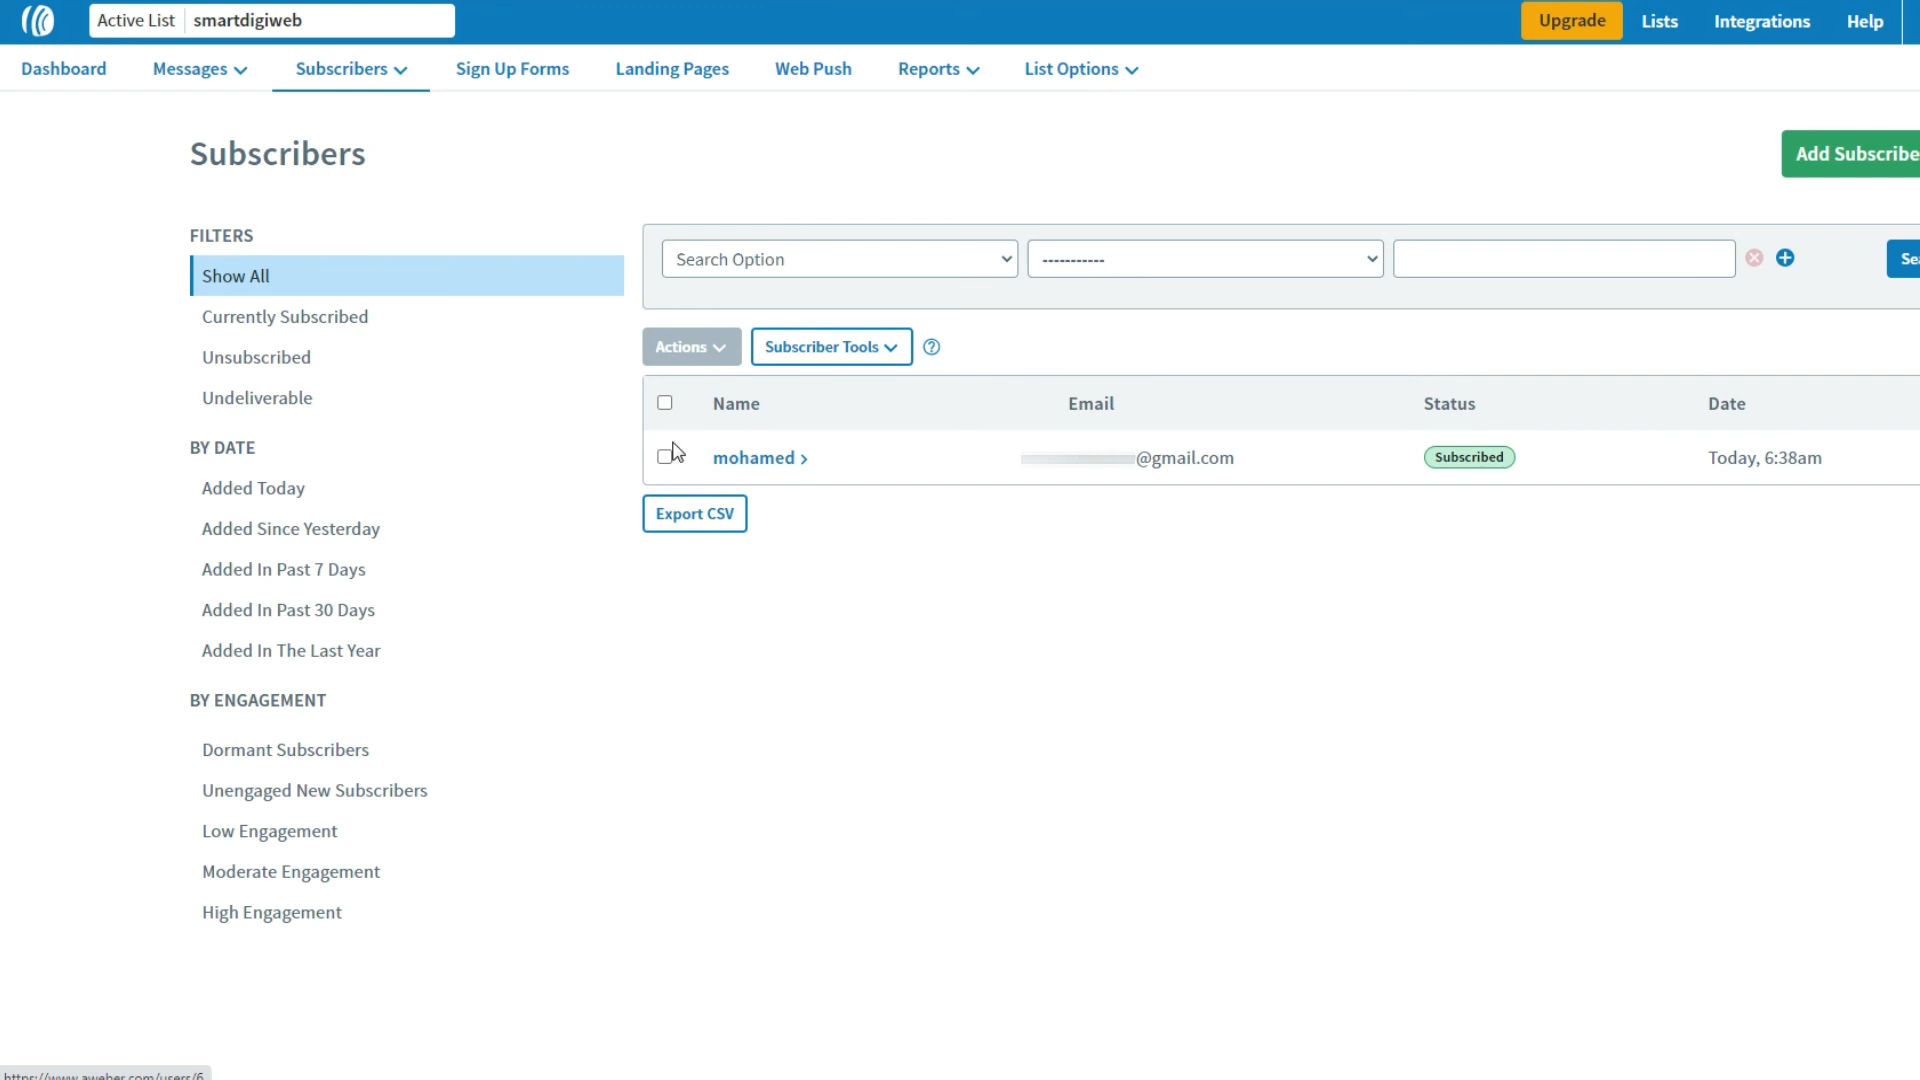 Active List smartdigiweb
Upgrade Lists Integrations Help
Dashboard Messages Subscribers Sign Up Forms Landing Pages Web Push Reports List Options
Subscribers
Add Subscribe
FILTERS
Show All
Currently Subscribed
Unsubscribed
Undeliverable
BY DATE
Added Today
Added Since Yesterday
Added In Past 7 Days
Added In Past 30 Days
Added In The Last Year
BY ENGAGEMENT
Dormant Subscribers
Unengaged New Subscribers
Low Engagement
Moderate Engagement
High Engagement
Search Option ----------- Sea
Actions Subscriber Tools ?
Name Email Status Date
mohamed > @gmail.com Subscribed Today, 6:38am
Export CSV
https://www.aweber.com/users/6